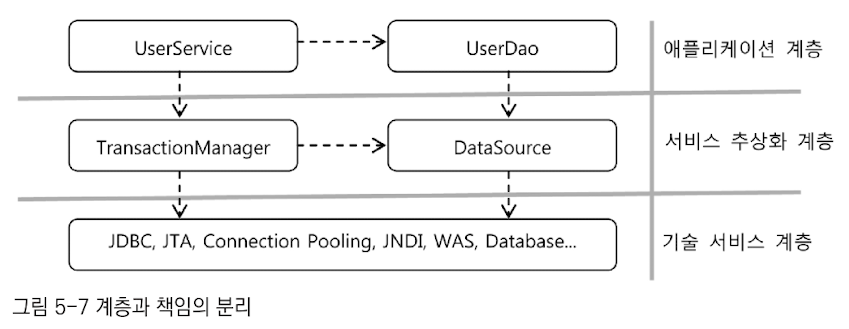 UserService
UserDao
애플리케이션 계층
TransactionManager
DataSource
서비스 추상화 계층
JDBC, JTA, Connection Pooling, JNDI, WAS, Database...
기술 서비스 계층
그림 5-7 계층과 책임의 분리